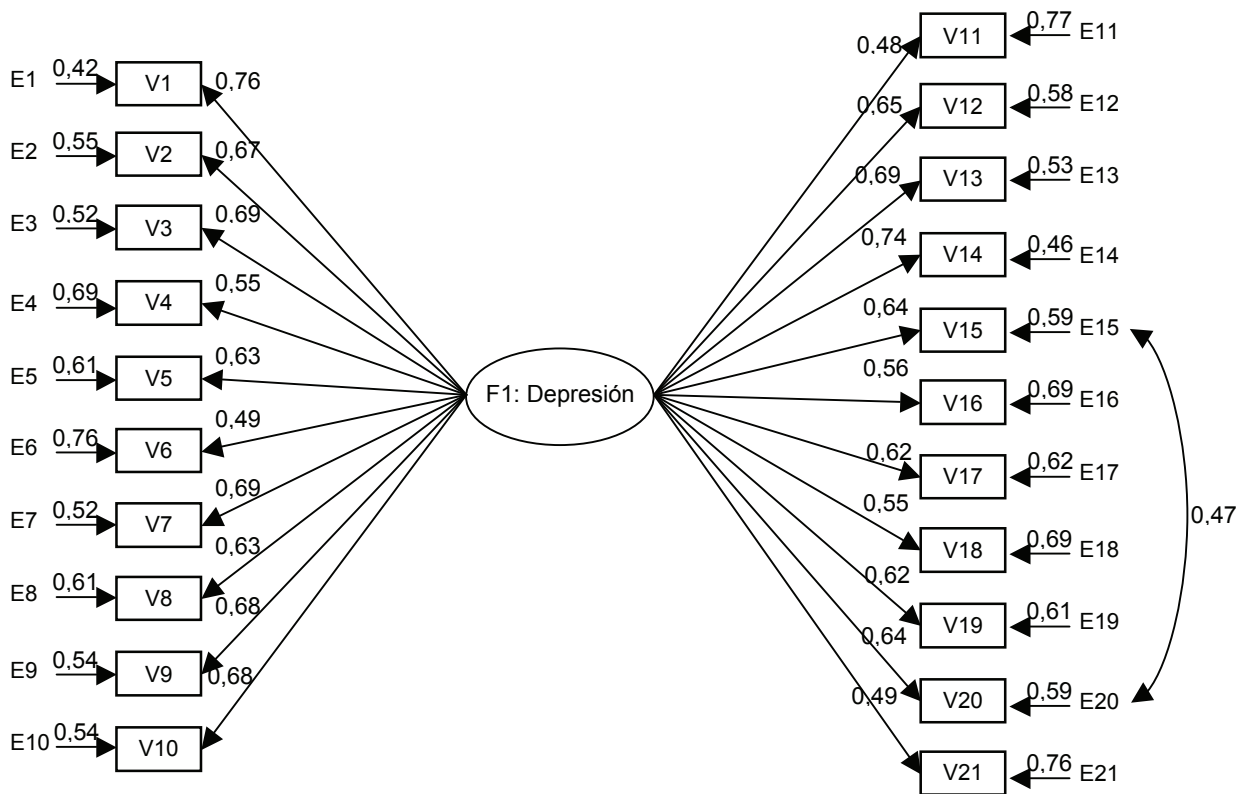 E1 0,42 V1 0,76
E2 0,55 V2 0,67
E3 0,52 V3 0,69
E4 0,69 V4 0,55
E5 0,61 V5 0,63
E6 0,76 V6 0,49
E7 0,52 V7 0,69
E8 0,61 V8 0,63
E9 0,54 V9 0,68
E10 0,54 V10 0,68
F1: Depresión
0,48 V11 0,77 E11
0,65 V12 0,58 E12
0,69 V13 0,53 E13
0,74 V14 0,46 E14
0,64 V15 0,59 E15
0,56 V16 0,69 E16
0,62 V17 0,62 E17
0,55 V18 0,69 E18
0,62 V19 0,61 E19
0,64 V20 0,59 E20
0,49 V21 0,76 E21
0,47